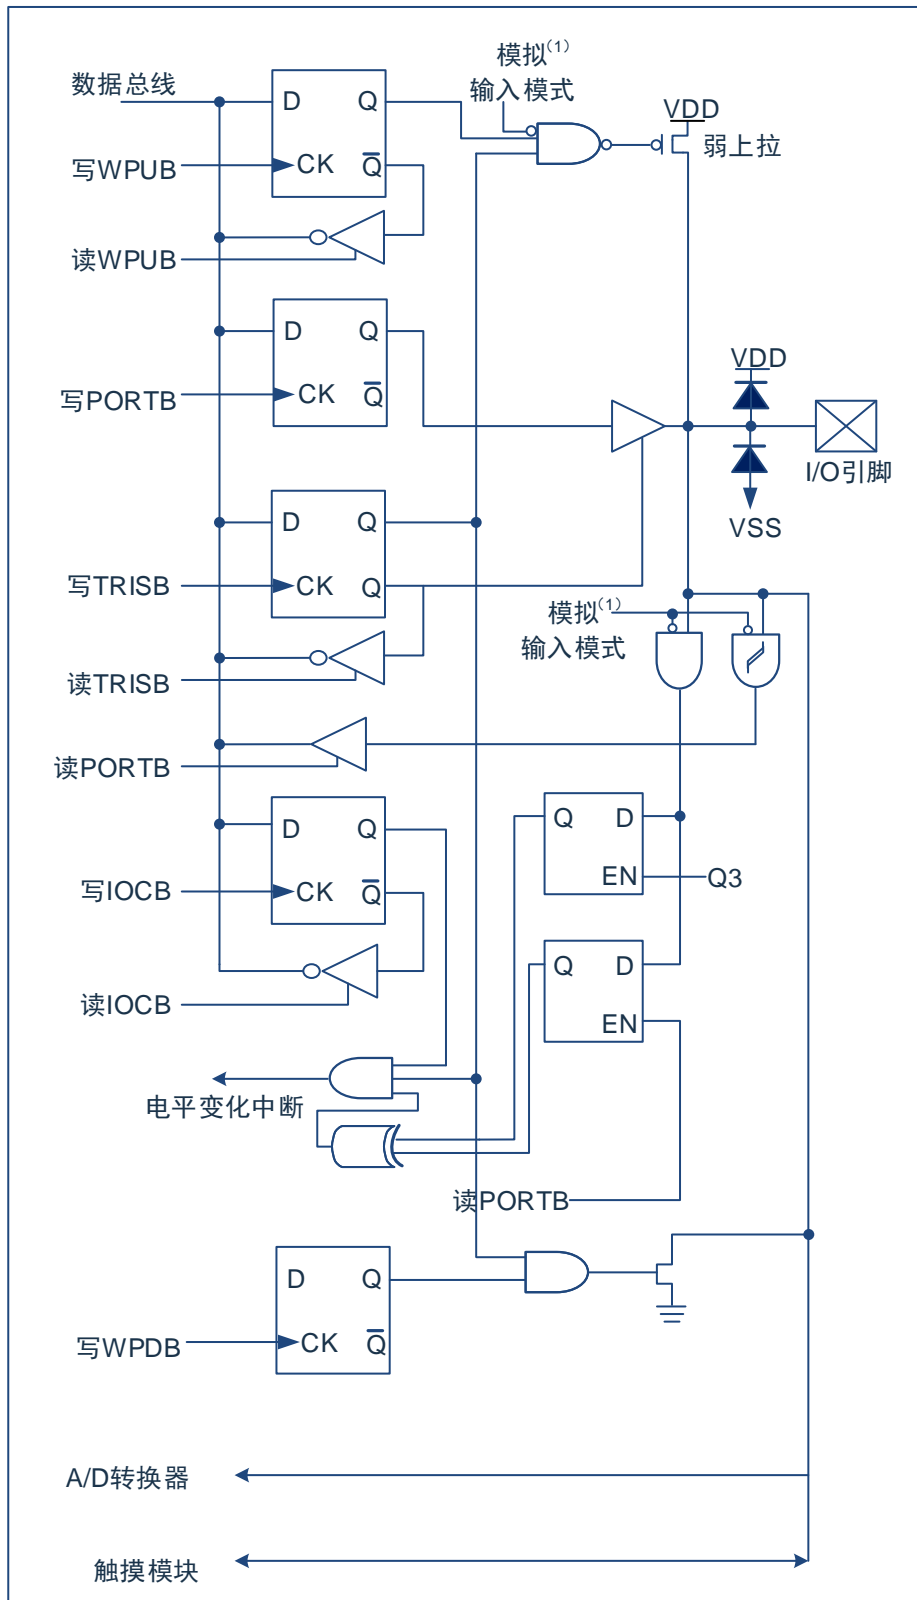 模拟(1)
输入模式
数据总线
D Q
VDD
弱上拉
写WPUB
CK Q̅
读WPUB
D Q
写PORTB
CK Q̅
VDD
I/O引脚
VSS
D Q
写TRISB
CK Q
模拟(1)
输入模式
读TRISB
读PORTB
D Q
Q D
写IOCB
CK Q̅
EN
Q3
Q D
读IOCB
EN
电平变化中断
读PORTB
D Q
写WPDB
CK Q̅
A/D转换器
触摸模块